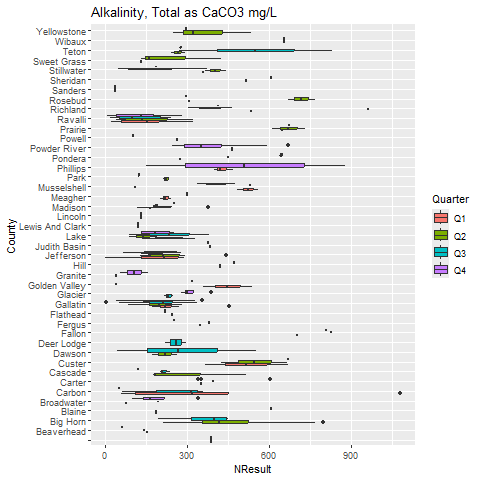 Alkalinity, Total as CaCO3 mg/L
Yellowstone
Wibaux
Teton
Sweet Grass
Stillwater
Sheridan
Sanders
Rosebud
Richland
Ravalli
Prairie
Powell
Powder River
Pondera
Phillips
Park
Musselshell
Meagher
Madison
Lincoln
Lewis And Clark
Lake
Judith Basin
Jefferson
Hill
Granite
Golden Valley
Glacier
Gallatin
Flathead
Fergus
Fallon
Deer Lodge
Dawson
Custer
Cascade
Carter
Carbon
Broadwater
Blaine
Big Horn
Beaverhead
County
0
300
600
900
NResult
Quarter
Q1
Q2
Q3
Q4